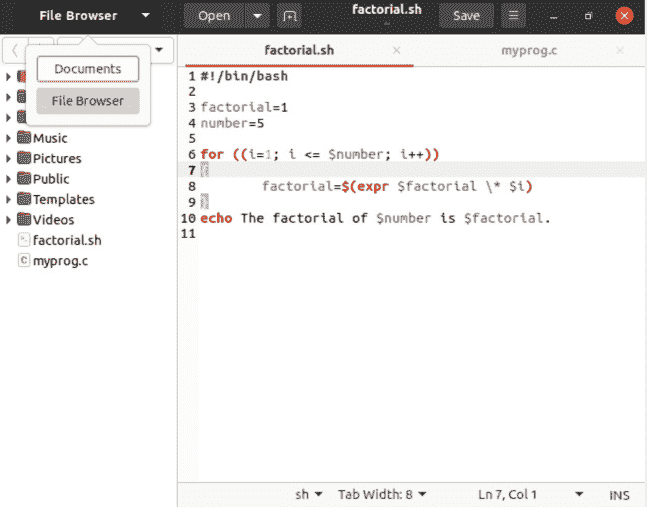 File Browser
Open
factorial.sh
Save
Documents
File Browser
Music
Pictures
Public
Templates
Videos
factorial.sh
myprog.c
factorial.sh
myprog.c
1 #!/bin/bash
2
3 factorial=1
4 number=5
5
6 for ((i=1; i <= $number; i++))
7 {
8 factorial=$(expr $factorial \* $i)
9 }
10 echo The factorial of $number is $factorial.
11
sh
Tab Width: 8
Ln 7, Col 1
INS